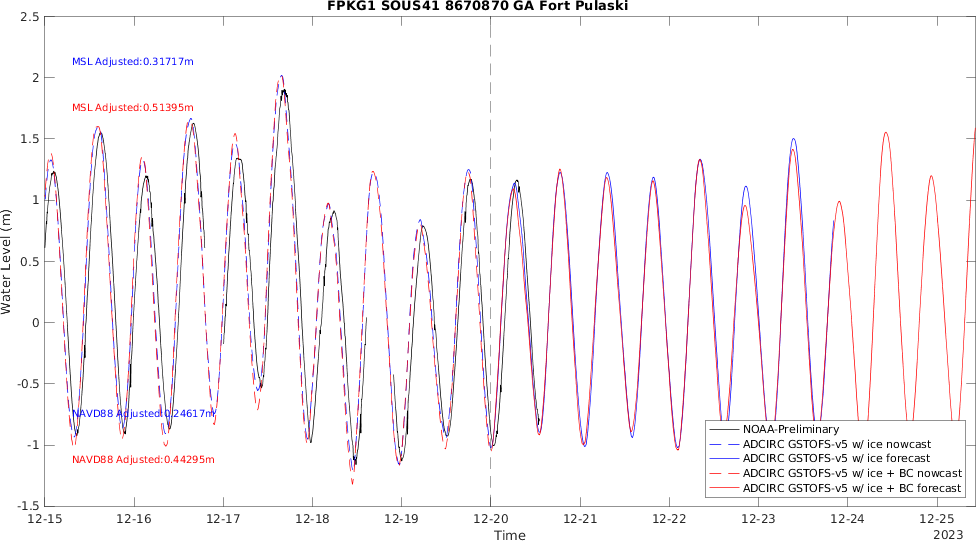 FPKG1 SOUS41 8670870 GA Fort Pulaski
2.5
2
1.5
1
0.5
0
-0.5
-1
-1.5
Water Level (m)
MSL Adjusted:0.31717m
MSL Adjusted:0.51395m
NAVD88 Adjusted:0.24617m
NAVD88 Adjusted:0.44295m
NOAA-Preliminary
ADCIRC GSTOFS-v5 w/ ice nowcast
ADCIRC GSTOFS-v5 w/ ice forecast
ADCIRC GSTOFS-v5 w/ ice + BC nowcast
ADCIRC GSTOFS-v5 w/ ice + BC forecast
12-15 12-16 12-17 12-18 12-19 12-20 12-21 12-22 12-23 12-24 12-25
Time
2023